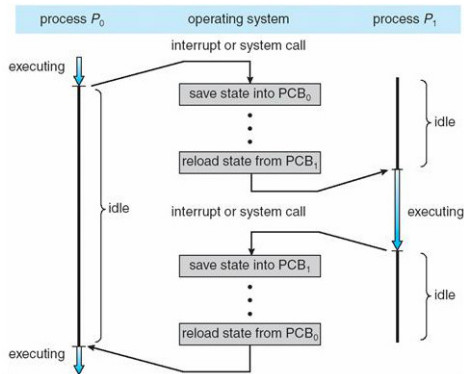 process P0 operating system process P1
interrupt or system call
executing
save state into PCB0
idle
reload state from PCB1
idle
interrupt or system call
executing
save state into PCB1
idle
reload state from PCB0
executing